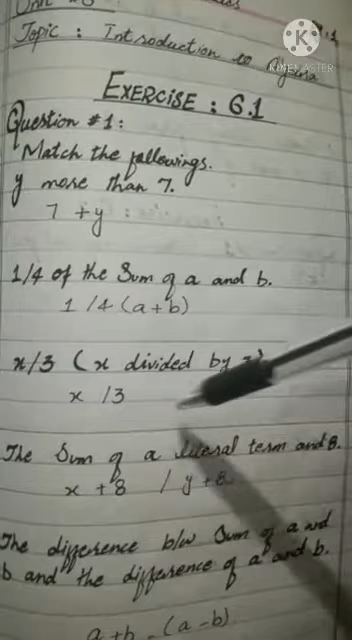 Topic : Introduction to
KINEMASTER
EXERCISE : 6.1
Question #1 :
Match the followings.
y more than 7.
7 + y
1/4 of the Sum of a and b.
1 / 4 (a + b)
x/3 ( x divided by
x / 3
The Sum of a literal term and 8.
x + 8 / y + 8
The difference b/w Sum of a and
b and the difference of a and b.
a + b - (a - b)